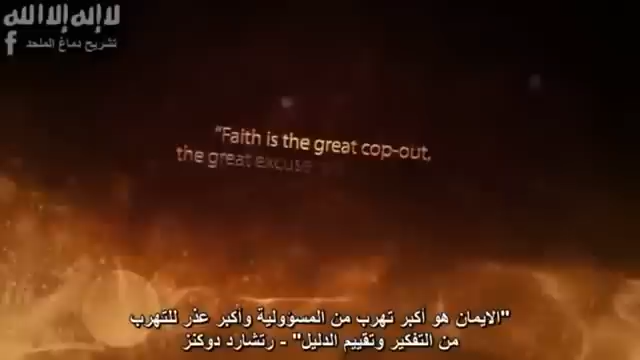 لا إله إلا الله
تشريح دماغ الملحد
"Faith is the great cop-out,
the great excuse
"الايمان هو أكبر تهرب من المسؤولية وأكبر عذر للتهرب
من التفكير وتقييم الدليل" - رتشارد دوكنز